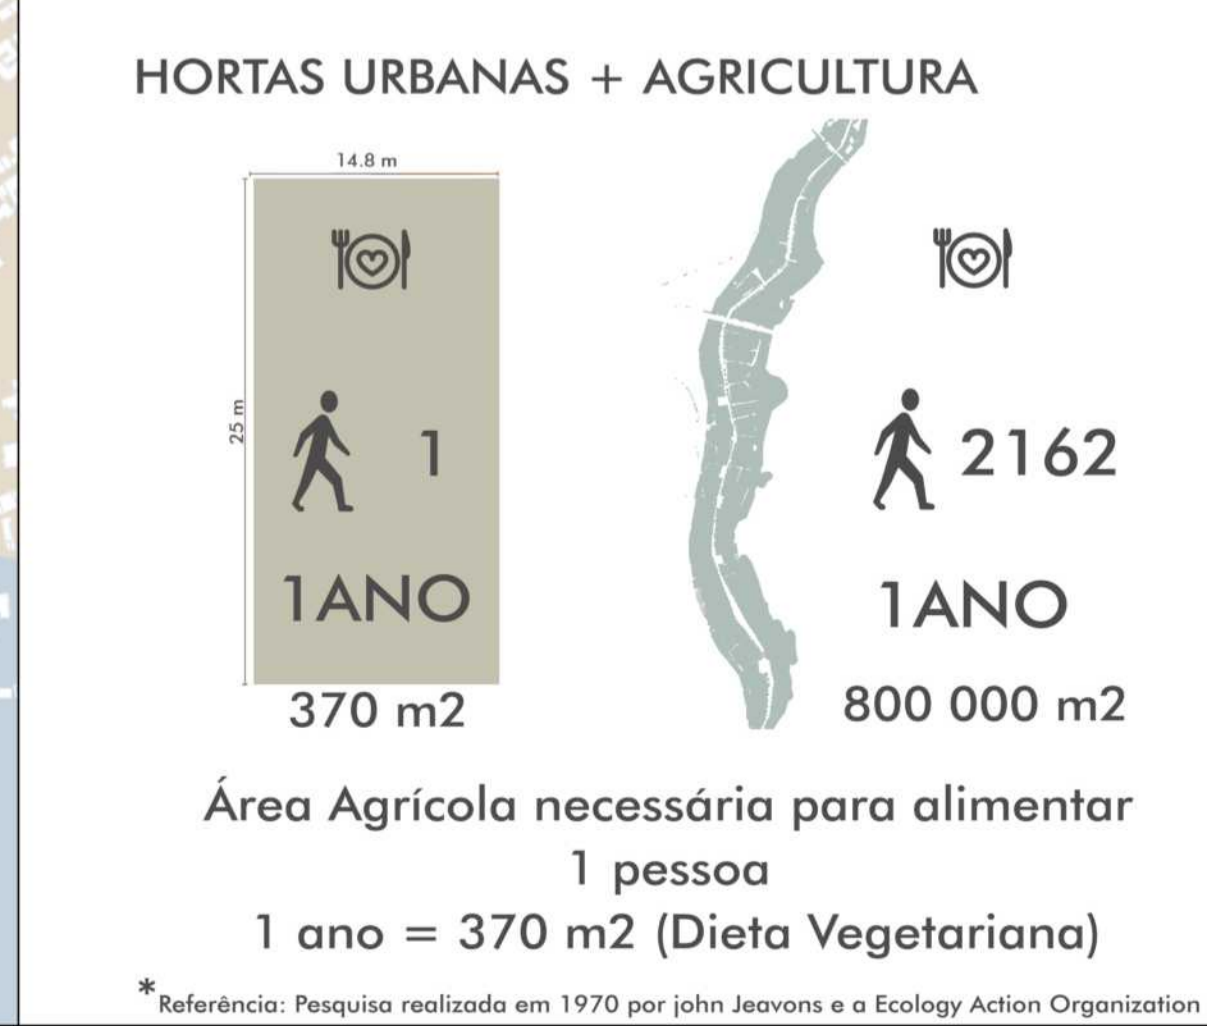 HORTAS URBANAS + AGRICULTURA
14.8 m
25 m
1
1ANO
370 m2
2162
1ANO
800 000 m2
Área Agrícola necessária para alimentar
1 pessoa
1 ano = 370 m2 (Dieta Vegetariana)
*Referência: Pesquisa realizada em 1970 por john Jeavons e a Ecology Action Organization